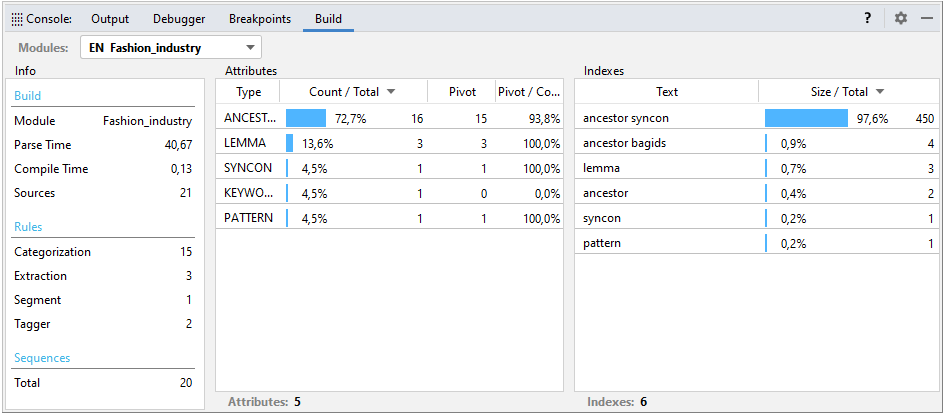 Console: Output Debugger Breakpoints Build ?
Modules: EN Fashion_industry
Info
Build
Module Fashion_industry
Parse Time 40,67
Compile Time 0,13
Sources 21
Rules
Categorization 15
Extraction 3
Segment 1
Tagger 2
Sequences
Total 20
Attributes
Type Count / Total Pivot Pivot / Co...
ANCEST... 72,7% 16 15 93,8%
LEMMA 13,6% 3 3 100,0%
SYNCON 4,5% 1 1 100,0%
KEYWO... 4,5% 1 0 0,0%
PATTERN 4,5% 1 1 100,0%
Attributes: 5
Indexes
Text Size / Total
ancestor syncon 97,6% 450
ancestor bagids 0,9% 4
lemma 0,7% 3
ancestor 0,4% 2
syncon 0,2% 1
pattern 0,2% 1
Indexes: 6